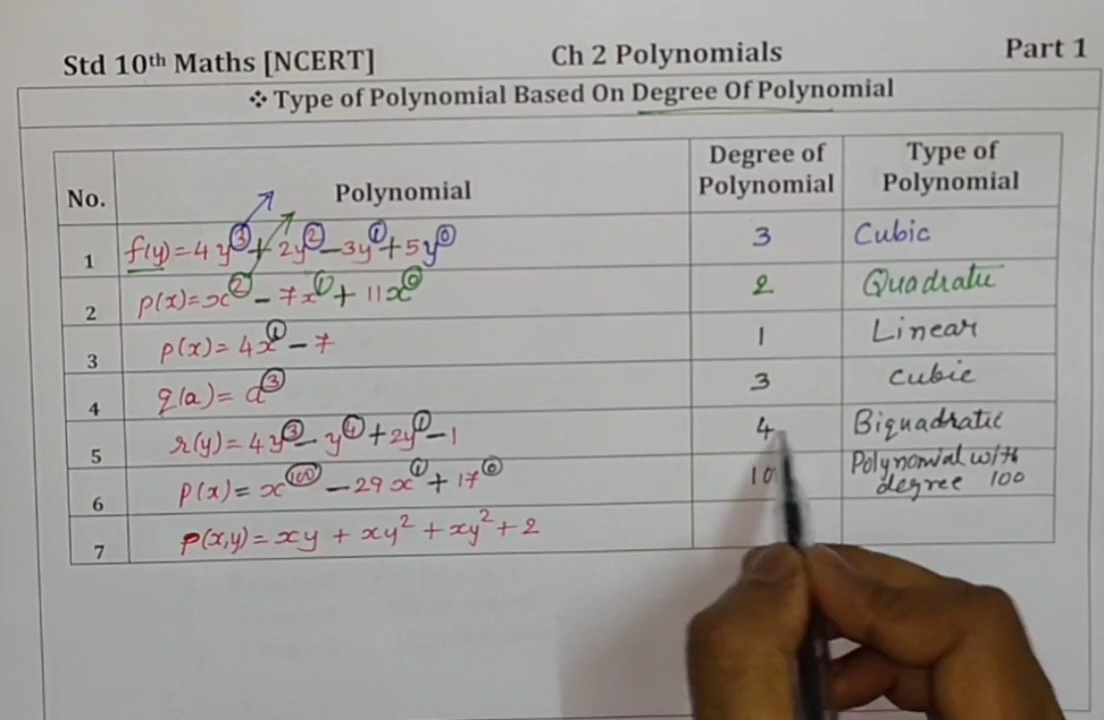 Std 10th Maths [NCERT] Ch 2 Polynomials Part 1
❖ Type of Polynomial Based On Degree Of Polynomial
No. Polynomial Degree of Polynomial Type of Polynomial
1 f(y) = 4y³ + 2y² − 3y¹ + 5y⁰ 3 Cubic
2 p(x) = x² − 7x¹ + 11x⁰ 2 Quadratic
3 p(x) = 4x¹ − 7 1 Linear
4 q(a) = a³ 3 Cubic
5 r(y) = 4y³ − y⁴ + 2y¹ − 1 4 Biquadratic
6 p(x) = x¹⁰⁰ − 29x¹ + 17⁰ 10 Polynomial with degree 100
7 p(x,y) = xy + xy² + xy² + 2